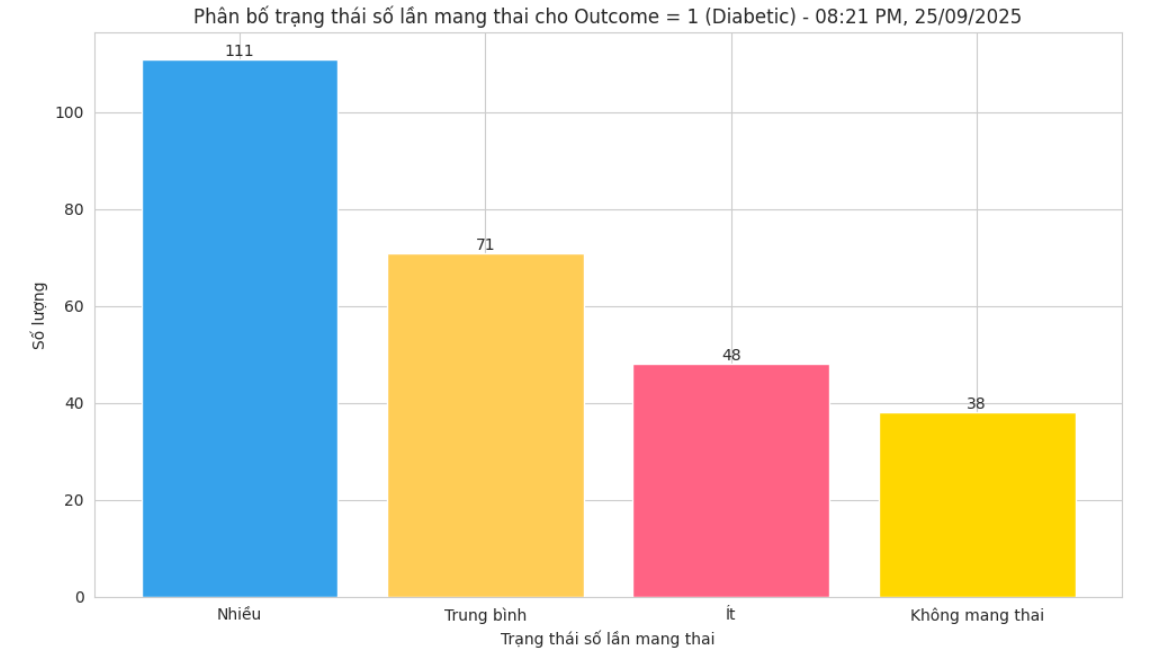 Phân bố trạng thái số lần mang thai cho Outcome = 1 (Diabetic) - 08:21 PM, 25/09/2025
111
100
80
71
60
48
40
38
20
0
Số lượng
Nhiều
Trung bình
Ít
Không mang thai
Trạng thái số lần mang thai